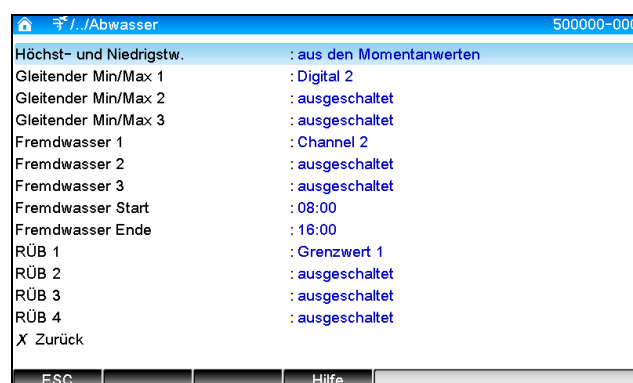 /../Abwasser 500000-000
Höchst- und Niedrigstw. : aus den Momentanwerten
Gleitender Min/Max 1 : Digital 2
Gleitender Min/Max 2 : ausgeschaltet
Gleitender Min/Max 3 : ausgeschaltet
Fremdwasser 1 : Channel 2
Fremdwasser 2 : ausgeschaltet
Fremdwasser 3 : ausgeschaltet
Fremdwasser Start : 08:00
Fremdwasser Ende : 16:00
RÜB 1 : Grenzwert 1
RÜB 2 : ausgeschaltet
RÜB 3 : ausgeschaltet
RÜB 4 : ausgeschaltet
X Zurück
ESC Hilfe